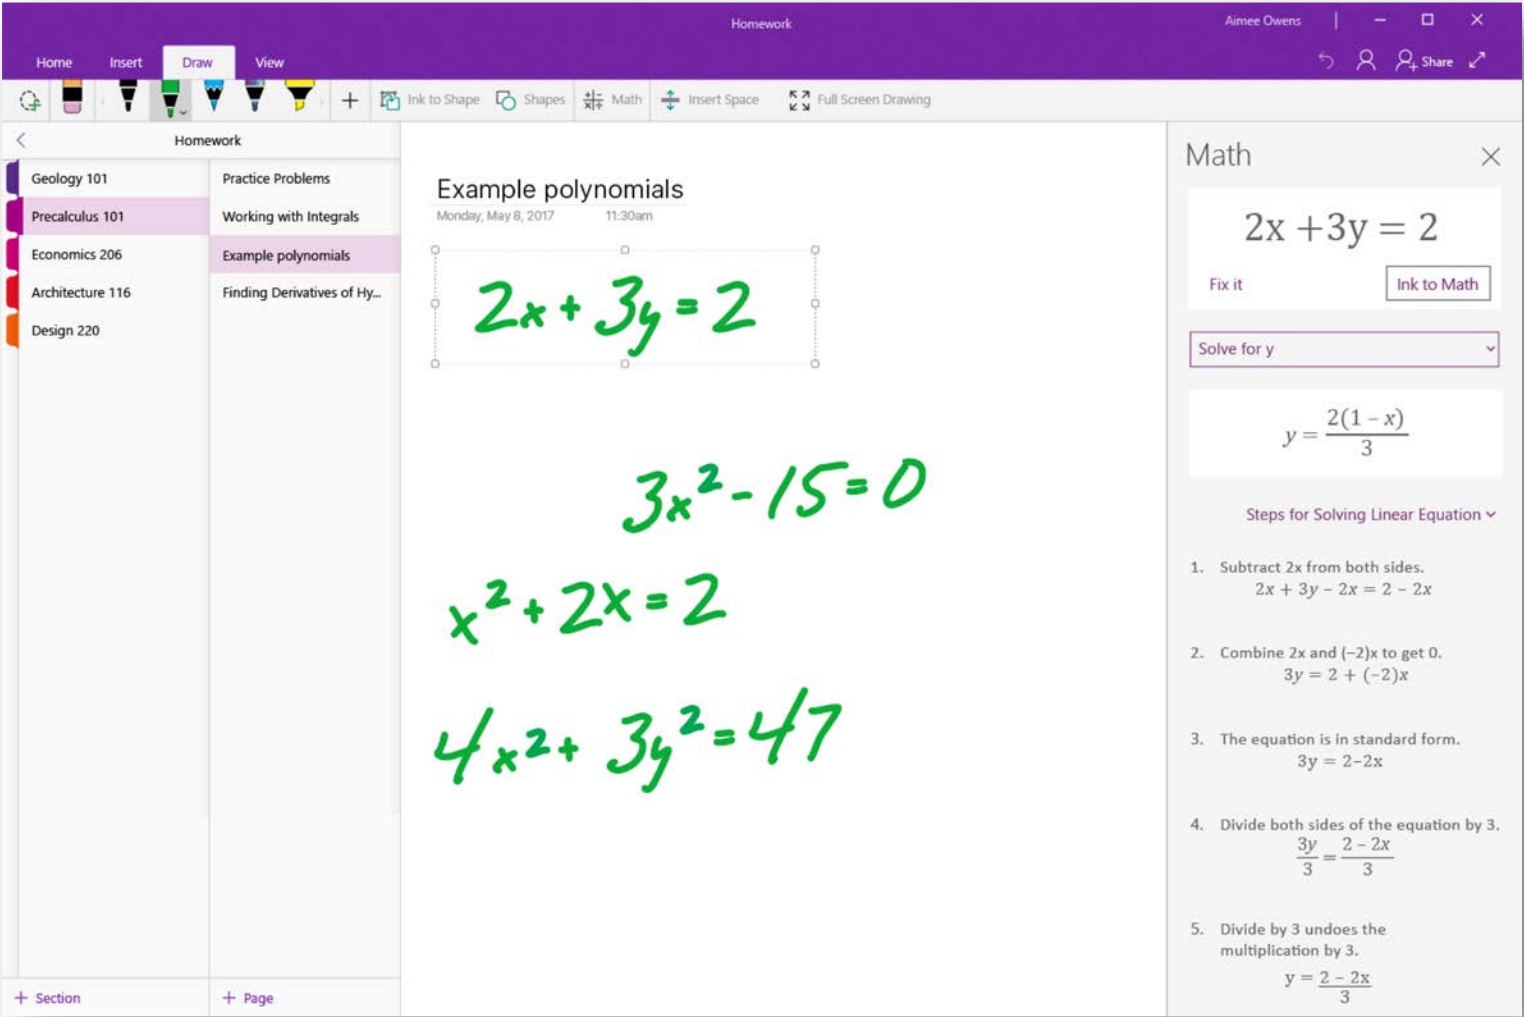 Homework
Aimee Owens
Home Insert Draw View
Share
Ink to Shape Shapes Math Insert Space Full Screen Drawing
Homework
Geology 101
Precalculus 101
Economics 206
Architecture 116
Design 220
+ Section
Practice Problems
Working with Integrals
Example polynomials
Finding Derivatives of Hy...
+ Page
Example polynomials
Monday, May 8, 2017 11:30am
2x + 3y = 2
3x² - 15 = 0
x² + 2x = 2
4x² + 3y² = 47
Math
2x +3y = 2
Fix it Ink to Math
Solve for y
y = 2(1 − x)/3
Steps for Solving Linear Equation
1. Subtract 2x from both sides.
2x + 3y − 2x = 2 − 2x
2. Combine 2x and (−2)x to get 0.
3y = 2 + (−2)x
3. The equation is in standard form.
3y = 2−2x
4. Divide both sides of the equation by 3.
3y/3 = 2 − 2x/3
5. Divide by 3 undoes the
multiplication by 3.
y = 2 − 2x/3